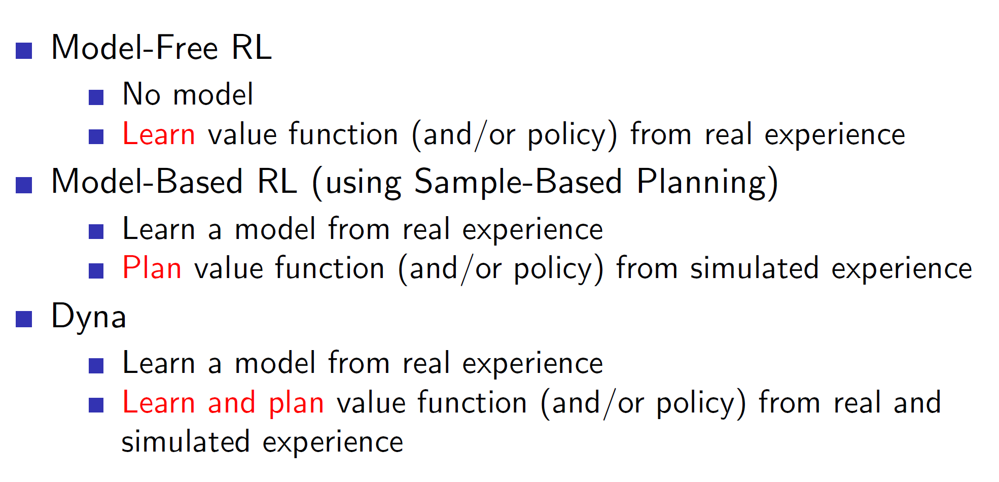 Model-Free RL
No model
Learn value function (and/or policy) from real experience
Model-Based RL (using Sample-Based Planning)
Learn a model from real experience
Plan value function (and/or policy) from simulated experience
Dyna
Learn a model from real experience
Learn and plan value function (and/or policy) from real and
simulated experience